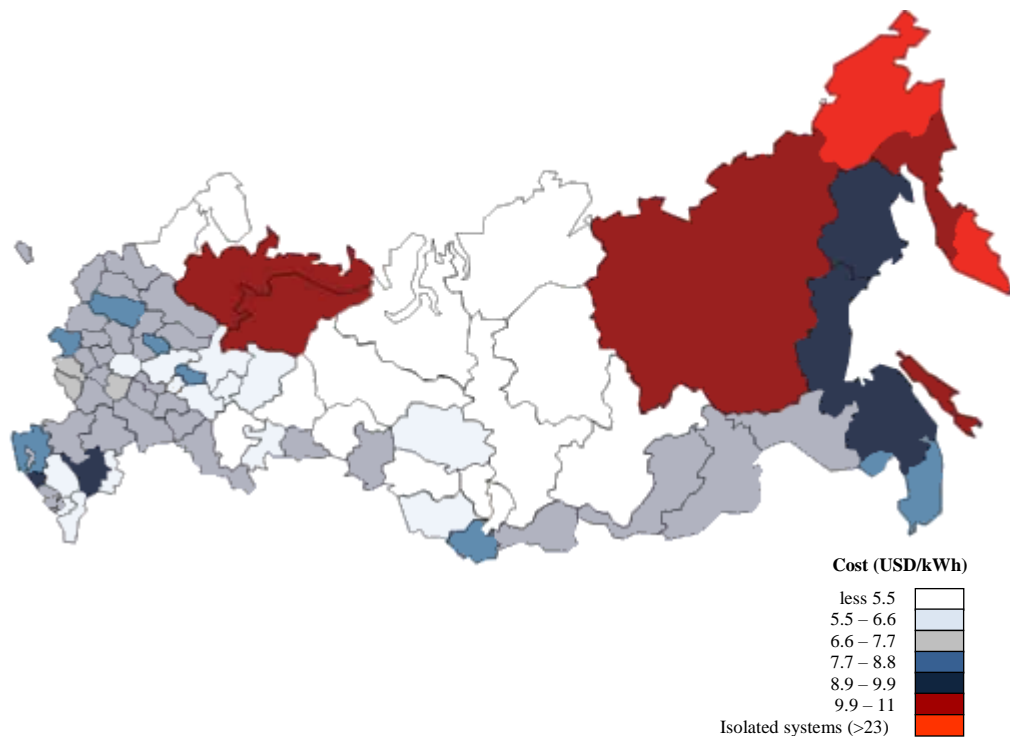 Cost (USD/kWh)
less 5.5
5.5 – 6.6
6.6 – 7.7
7.7 – 8.8
8.9 – 9.9
9.9 – 11
Isolated systems (>23)